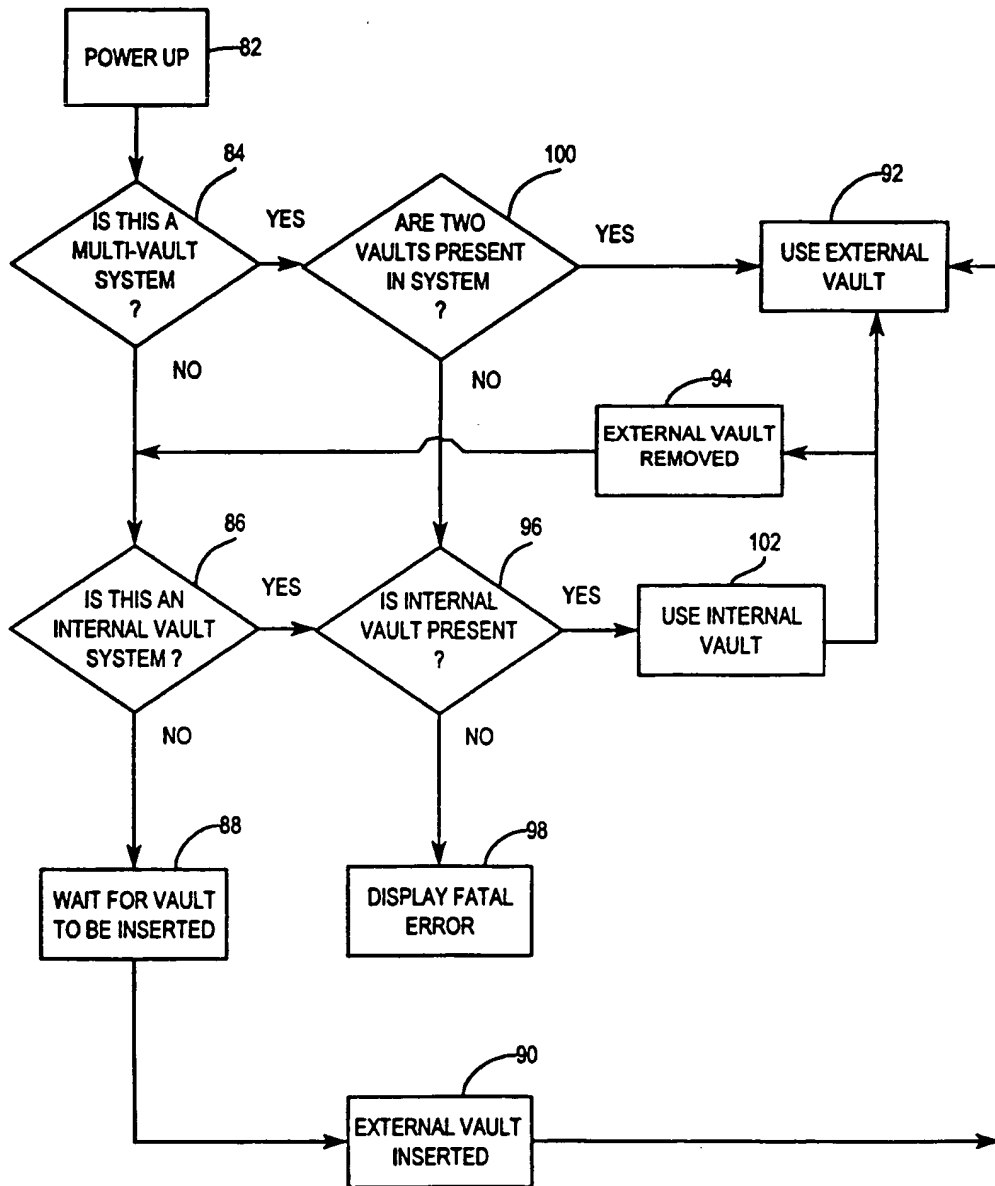 POWER UP
82
84
100
92
IS THIS A
MULTI-VAULT
SYSTEM
?
YES
ARE TWO
VAULTS PRESENT
IN SYSTEM
?
YES
USE EXTERNAL
VAULT
NO
NO
94
EXTERNAL VAULT
REMOVED
86
96
102
IS THIS AN
INTERNAL VAULT
SYSTEM ?
YES
IS INTERNAL
VAULT PRESENT
?
YES
USE INTERNAL
VAULT
NO
NO
88
98
WAIT FOR VAULT
TO BE INSERTED
DISPLAY FATAL
ERROR
90
EXTERNAL VAULT
INSERTED